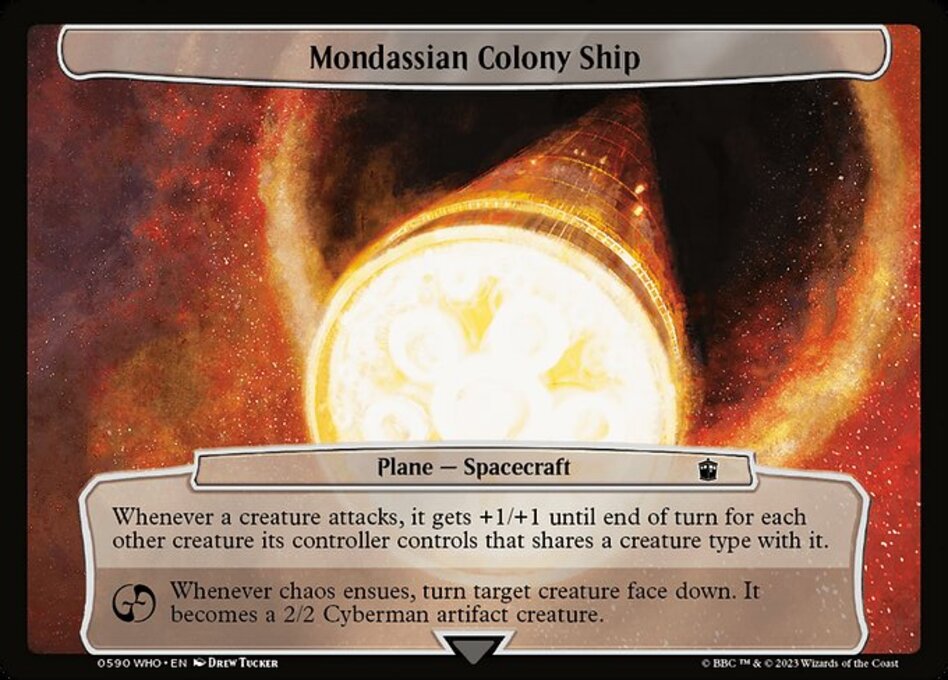 Mondassian Colony Ship
Plane — Spacecraft
Whenever a creature attacks, it gets +1/+1 until end of turn for each
other creature its controller controls that shares a creature type with it.
Whenever chaos ensues, turn target creature face down. It
becomes a 2/2 Cyberman artifact creature.
0590 WHO • EN Drew Tucker
© BBC ™ & © 2023 Wizards of the Coast